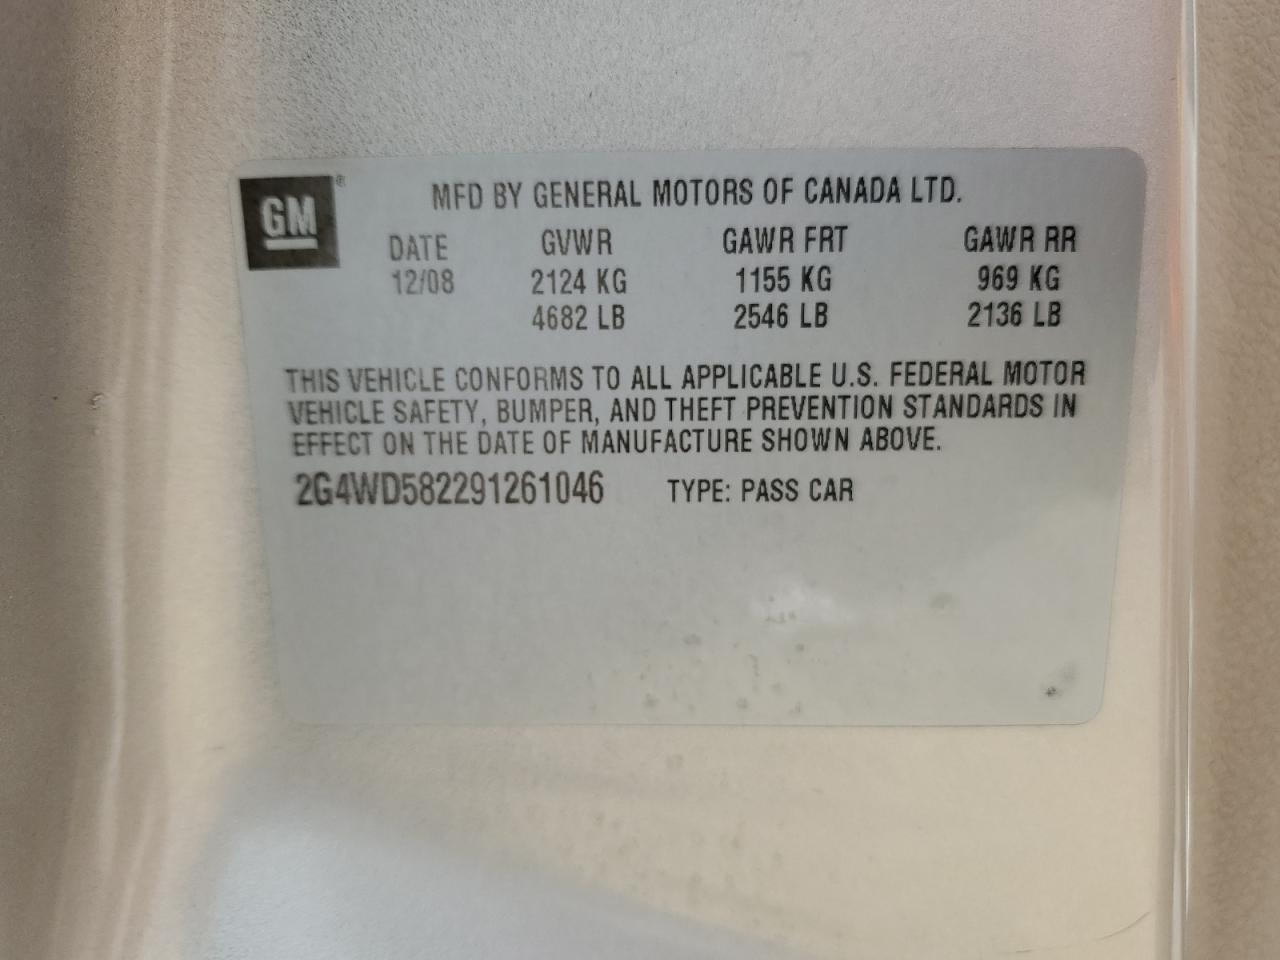 GM®
MFD BY GENERAL MOTORS OF CANADA LTD.
DATE GVWR GAWR FRT GAWR RR
12/08 2124 KG 1155 KG 969 KG
4682 LB 2546 LB 2136 LB
THIS VEHICLE CONFORMS TO ALL APPLICABLE U.S. FEDERAL MOTOR
VEHICLE SAFETY, BUMPER, AND THEFT PREVENTION STANDARDS IN
EFFECT ON THE DATE OF MANUFACTURE SHOWN ABOVE.
2G4WD582291261046 TYPE: PASS CAR